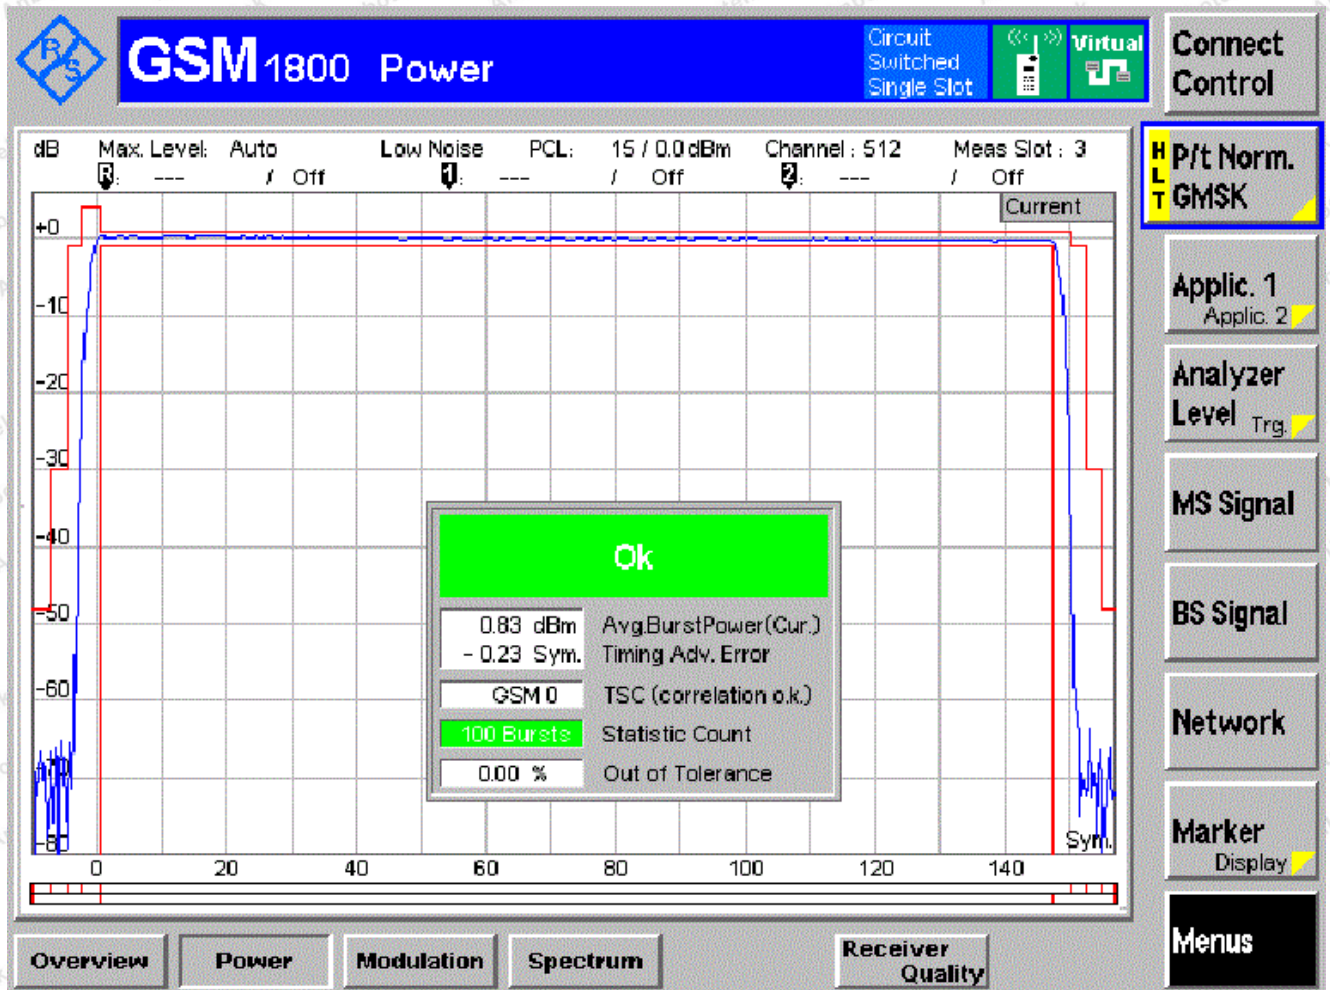 R S
GSM 1800 Power
Circuit
Switched
Single Slot
Virtual
Connect
Control
dB Max. Level: Auto Low Noise PCL: 15 / 0.0 dBm Channel : 512 Meas Slot : 3
R: --- / Off 1: --- / Off 2: --- / Off
Current
HLT
P/t Norm.
GMSK
+0
-10
-20
-30
-40
-50
-60
-70
-80
Ok
0.83 dBm Avg.BurstPower(Cur.)
- 0.23 Sym. Timing Adv. Error
GSM 0 TSC (correlation o.k.)
100 Bursts Statistic Count
0.00 % Out of Tolerance
Sym.
0 20 40 60 80 100 120 140
Applic. 1
Applic. 2
Analyzer
Level Trg.
MS Signal
BS Signal
Network
Marker
Display
Menus
Overview Power Modulation Spectrum Receiver
Quality